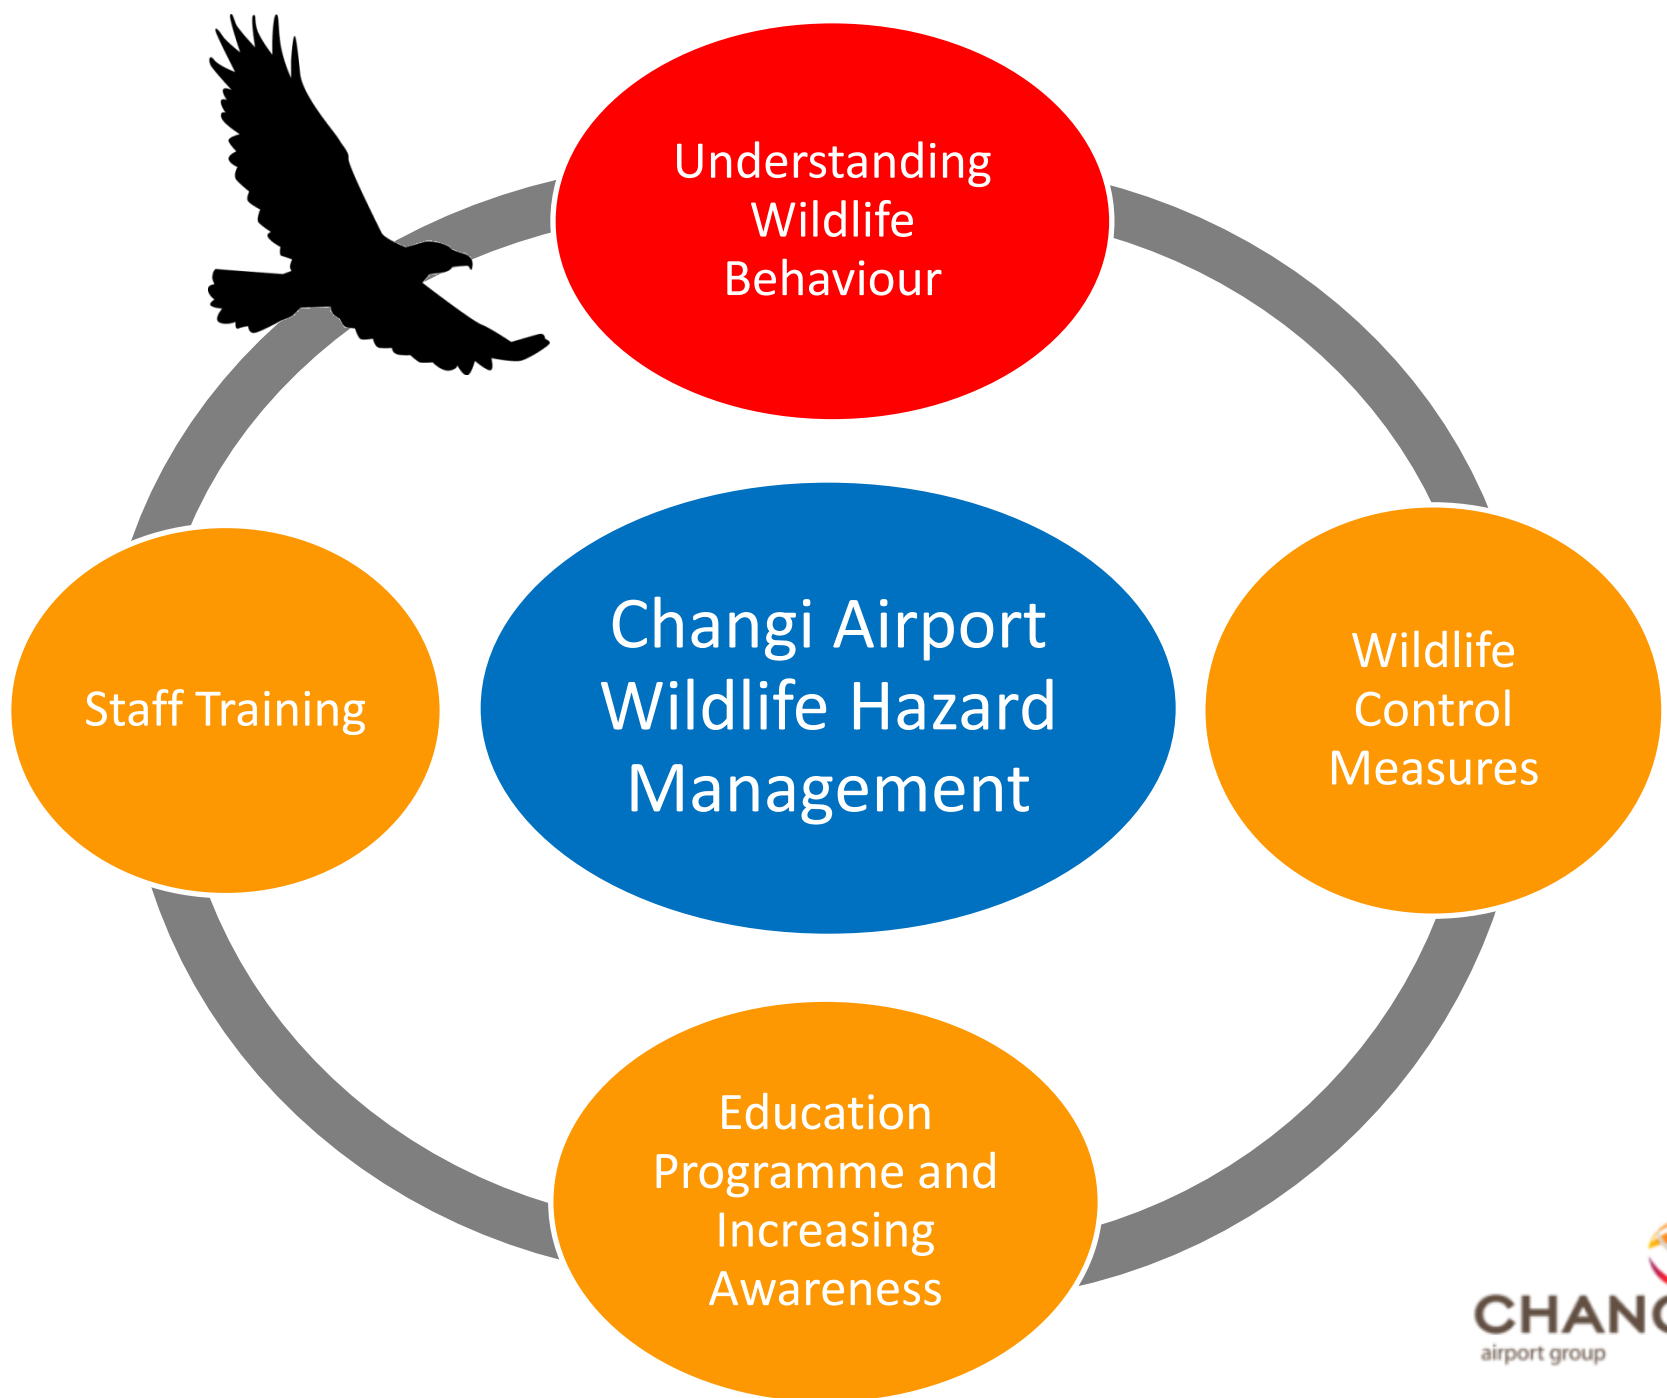 Understanding
Wildlife
Behaviour
Staff Training
Changi Airport
Wildlife Hazard
Management
Wildlife
Control
Measures
Education
Programme and
Increasing
Awareness
airport group